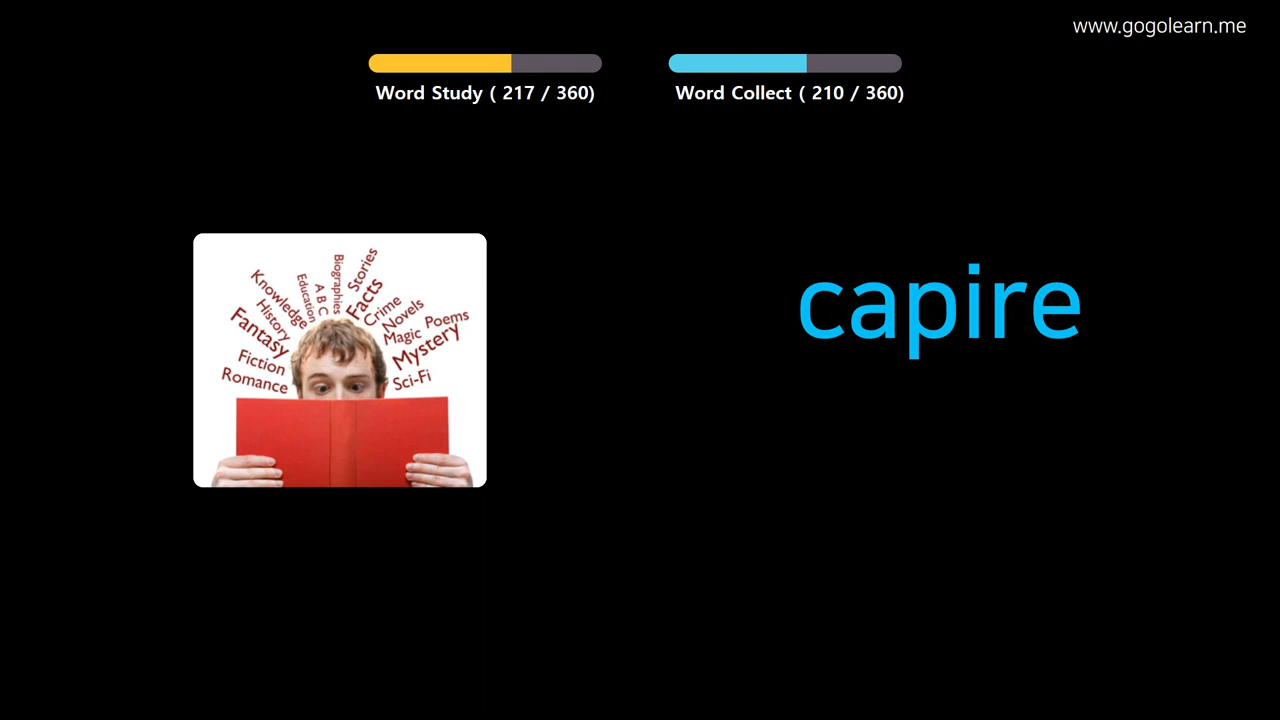 www.gogolearn.me
Word Study ( 217 / 360)
Word Collect ( 210 / 360)
capire
Knowledge
History
Fantasy
Fiction
Romance
Education
A B C
Biographies
Stories
Facts
Crime
Novels
Magic
Poems
Mystery
Sci-Fi